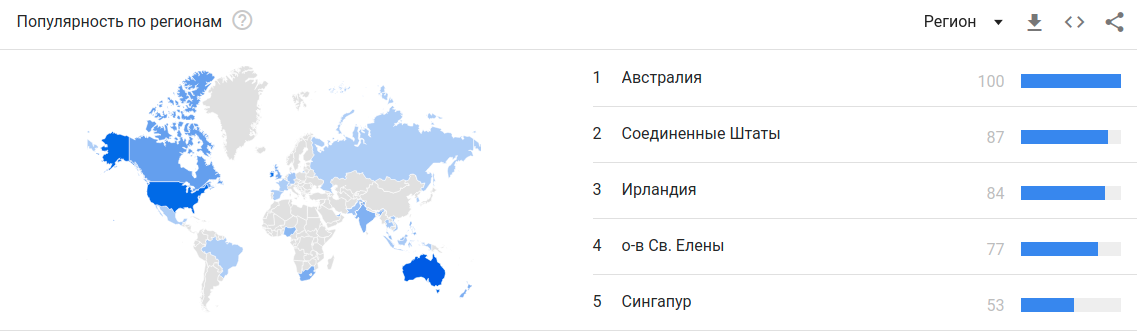 Популярность по регионам ?
Регион
1 Австралия 100
2 Соединенные Штаты 87
3 Ирландия 84
4 о-в Св. Елены 77
5 Сингапур 53